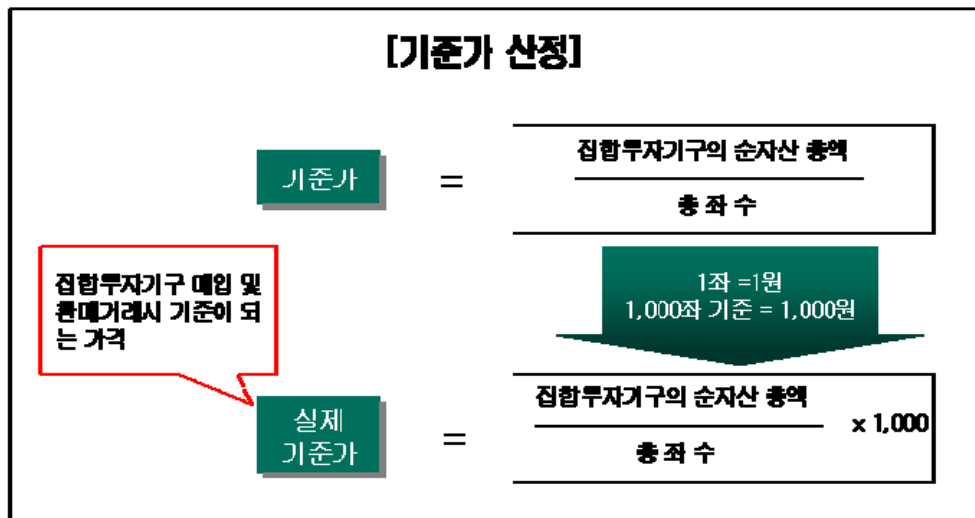 [기준가 산정]
기준가
=
집합투자기구의 순자산 총액
총 좌 수
집합투자기구 매입 및
환매거래시 기준이 되
는 가격
1좌 =1원
1,000좌 기준 = 1,000원
실제
기준가
=
집합투자기구의 순자산 총액
총 좌 수
x 1,000